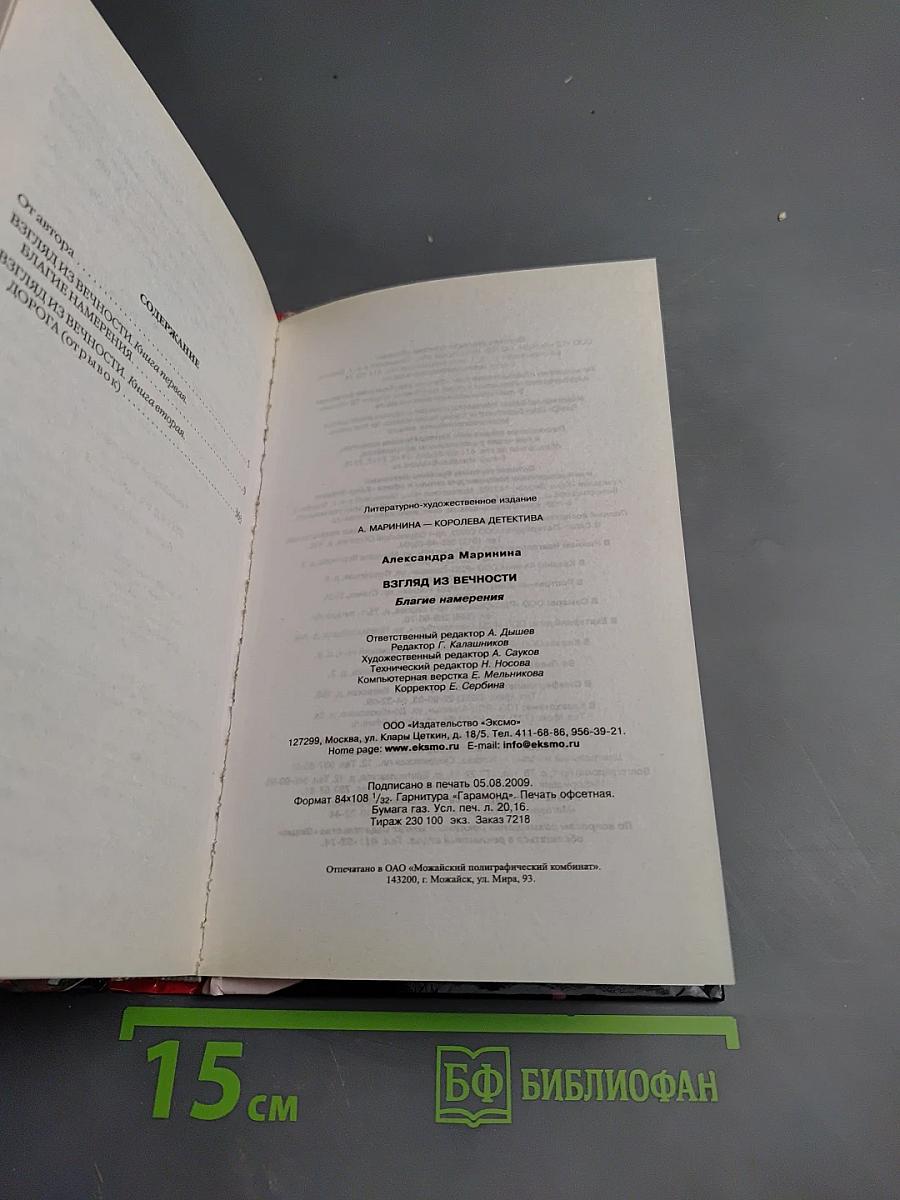 СОДЕРЖАНИЕ
От автора
ВЗГЛЯД ИЗ ВЕЧНОСТИ. Книга первая.
БЛАГИЕ НАМЕРЕНИЯ
ВЗГЛЯД ИЗ ВЕЧНОСТИ. Книга вторая.
ДОРОГА (отрывок)
Литературно-художественное издание
А. МАРИНИНА — КОРОЛЕВА ДЕТЕКТИВА
Александра Маринина
ВЗГЛЯД ИЗ ВЕЧНОСТИ
Благие намерения
Ответственный редактор А. Дышев
Редактор Г. Калашников
Художественный редактор А. Сауков
Технический редактор Н. Носова
Компьютерная верстка Е. Мельникова
Корректор Е. Сербина
ООО «Издательство «Эксмо»
127299, Москва, ул. Клары Цеткин, д. 18/5. Тел. 411-68-86, 956-39-21.
Home page: www.eksmo.ru E-mail: info@eksmo.ru
Подписано в печать 05.08.2009.
Формат 84×108 1/32. Гарнитура «Гарамонд». Печать офсетная.
Бумага газ. Усл. печ. л. 20,16.
Тираж 230 100 экз. Заказ 7218
Отпечатано в ОАО «Можайский полиграфический комбинат».
143200, г. Можайск, ул. Мира, 93.
15 см
БФ БИБЛИОФАН